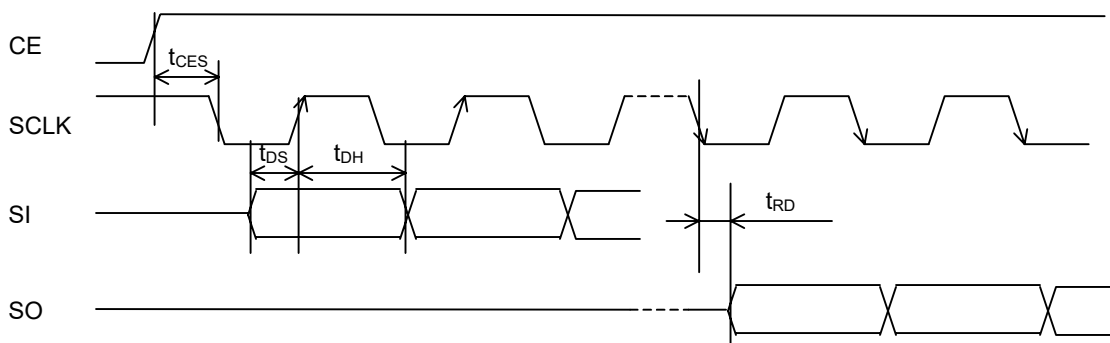 CE
tCES
SCLK
tDS
tDH
SI
tRD
SO